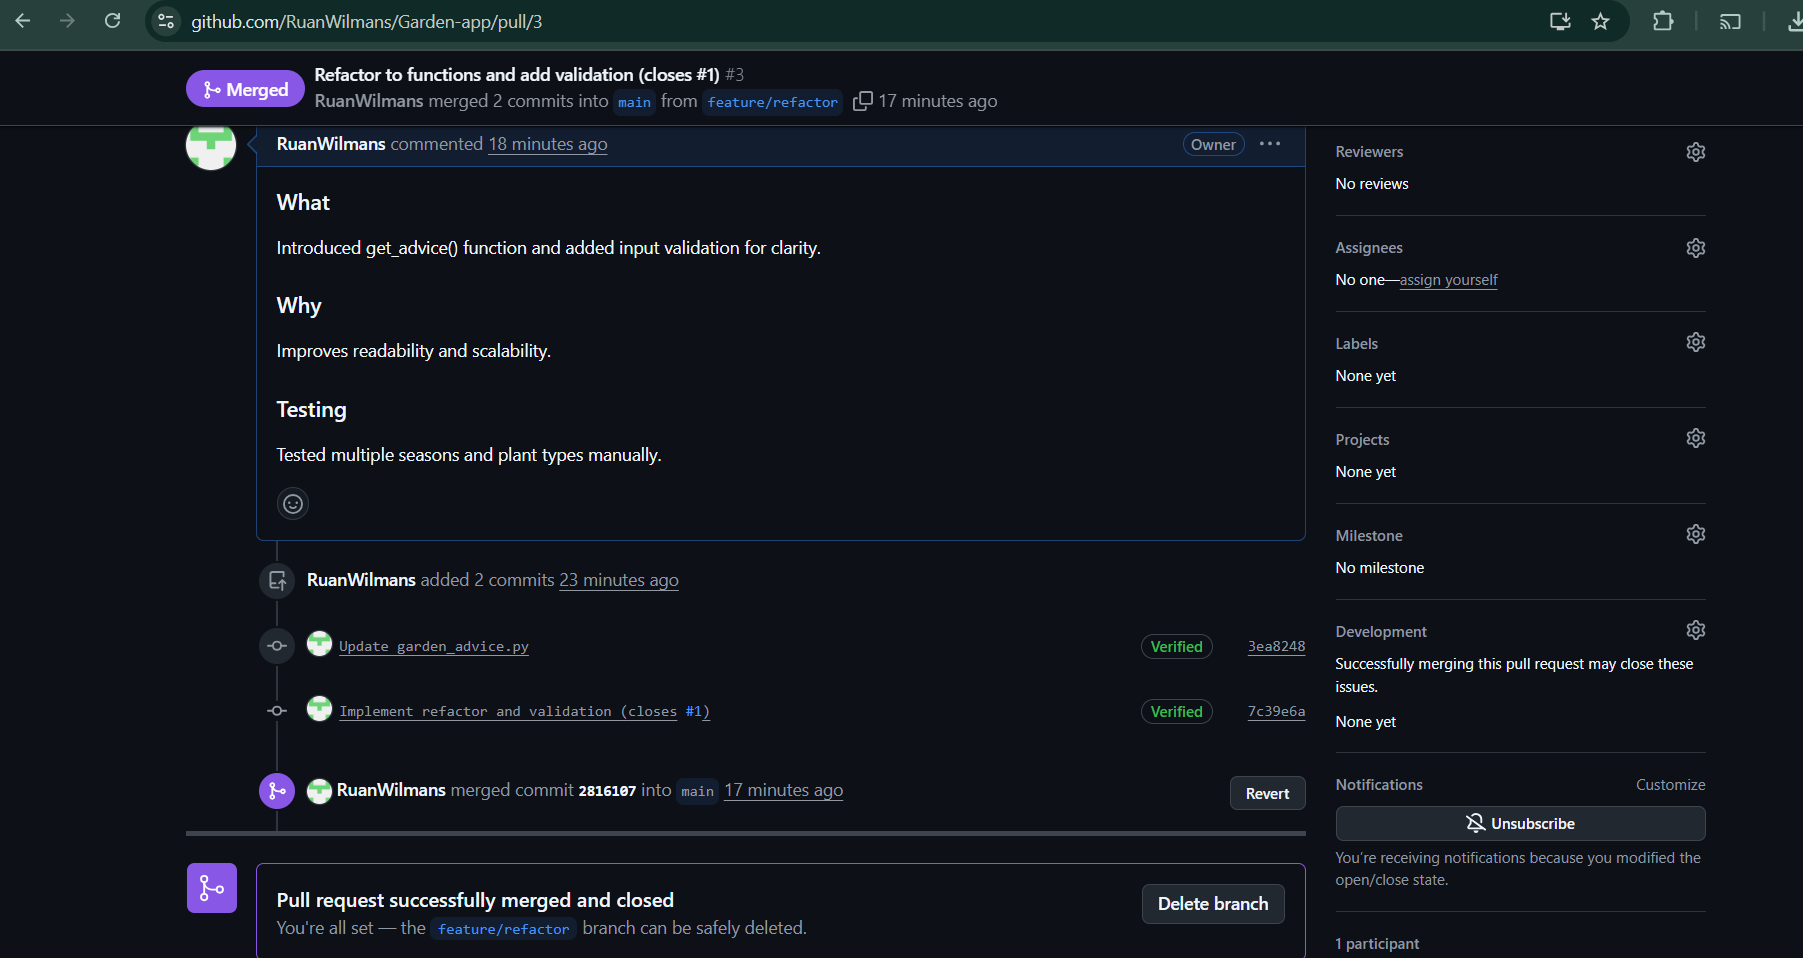 github.com/RuanWilmans/Garden-app/pull/3
Merged
Refactor to functions and add validation (closes #1) #3
RuanWilmans merged 2 commits into main from feature/refactor 17 minutes ago
RuanWilmans commented 18 minutes ago
Owner
What
Introduced get_advice() function and added input validation for clarity.
Why
Improves readability and scalability.
Testing
Tested multiple seasons and plant types manually.
RuanWilmans added 2 commits 23 minutes ago
Update garden_advice.py
Verified
3ea8248
Implement refactor and validation (closes #1)
Verified
7c39e6a
RuanWilmans merged commit 2816107 into main 17 minutes ago
Revert
Pull request successfully merged and closed
You're all set — the feature/refactor branch can be safely deleted.
Delete branch
Reviewers
No reviews
Assignees
No one—assign yourself
Labels
None yet
Projects
None yet
Milestone
No milestone
Development
Successfully merging this pull request may close these
issues.
None yet
Notifications
Customize
Unsubscribe
You're receiving notifications because you modified the
open/close state.
1 participant